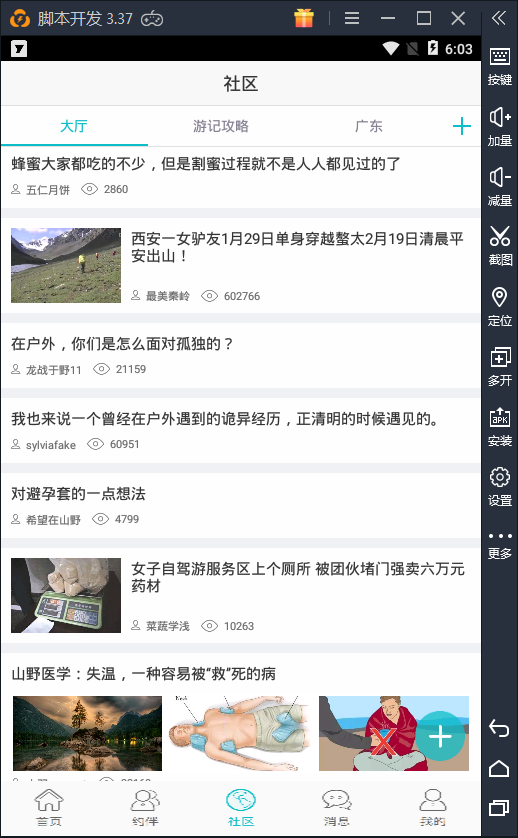 脚本开发 3.37
6:03
社区
大厅 游记攻略 广东
蜂蜜大家都吃的不少，但是割蜜过程就不是人人都见过的了
五仁月饼 2860
西安一女驴友1月29日单身穿越螯太2月19日清晨平
安出山！
最美秦岭 602766
在户外，你们是怎么面对孤独的？
龙战于野11 21159
我也来说一个曾经在户外遇到的诡异经历，正清明的时候遇见的。
sylviafake 60951
对避孕套的一点想法
希望在山野 4799
女子自驾游服务区上个厕所 被团伙堵门强卖六万元
药材
菜蔬学浅 10263
山野医学：失温，一种容易被“救”死的病
Neck
首页 约伴 社区 消息 我的
按键
加量
减量
截图
定位
多开
APK
安装
设置
更多